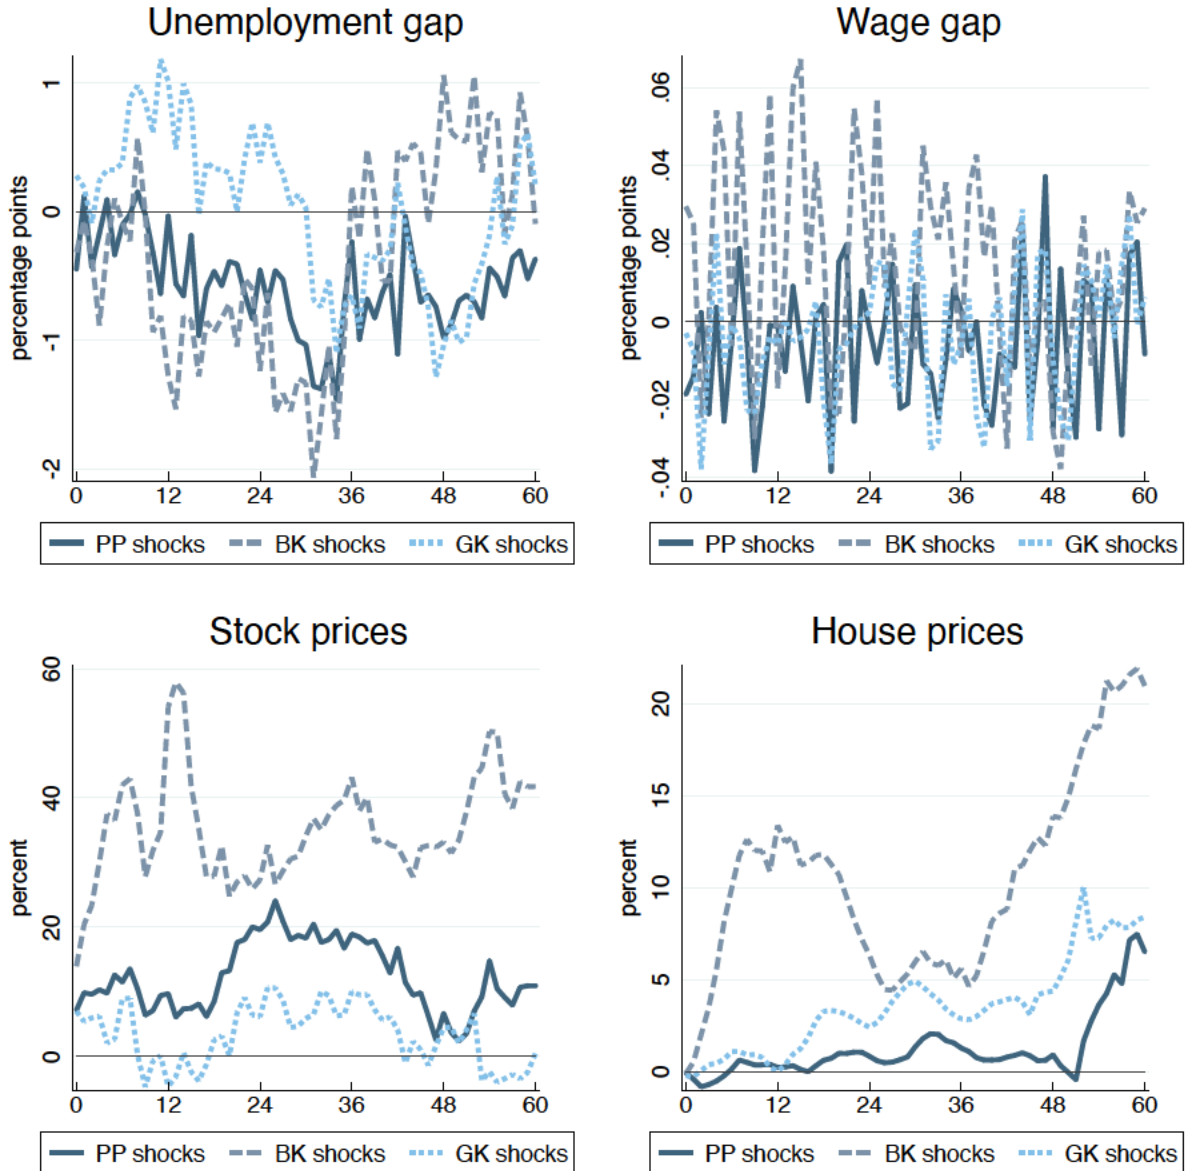 Unemployment gap
percentage points
1
0
-1
-2
0 12 24 36 48 60
PP shocks BK shocks GK shocks
Wage gap
percentage points
.06
.04
.02
0
-.02
-.04
0 12 24 36 48 60
PP shocks BK shocks GK shocks
Stock prices
percent
60
40
20
0
0 12 24 36 48 60
PP shocks BK shocks GK shocks
House prices
percent
20
15
10
5
0
0 12 24 36 48 60
PP shocks BK shocks GK shocks